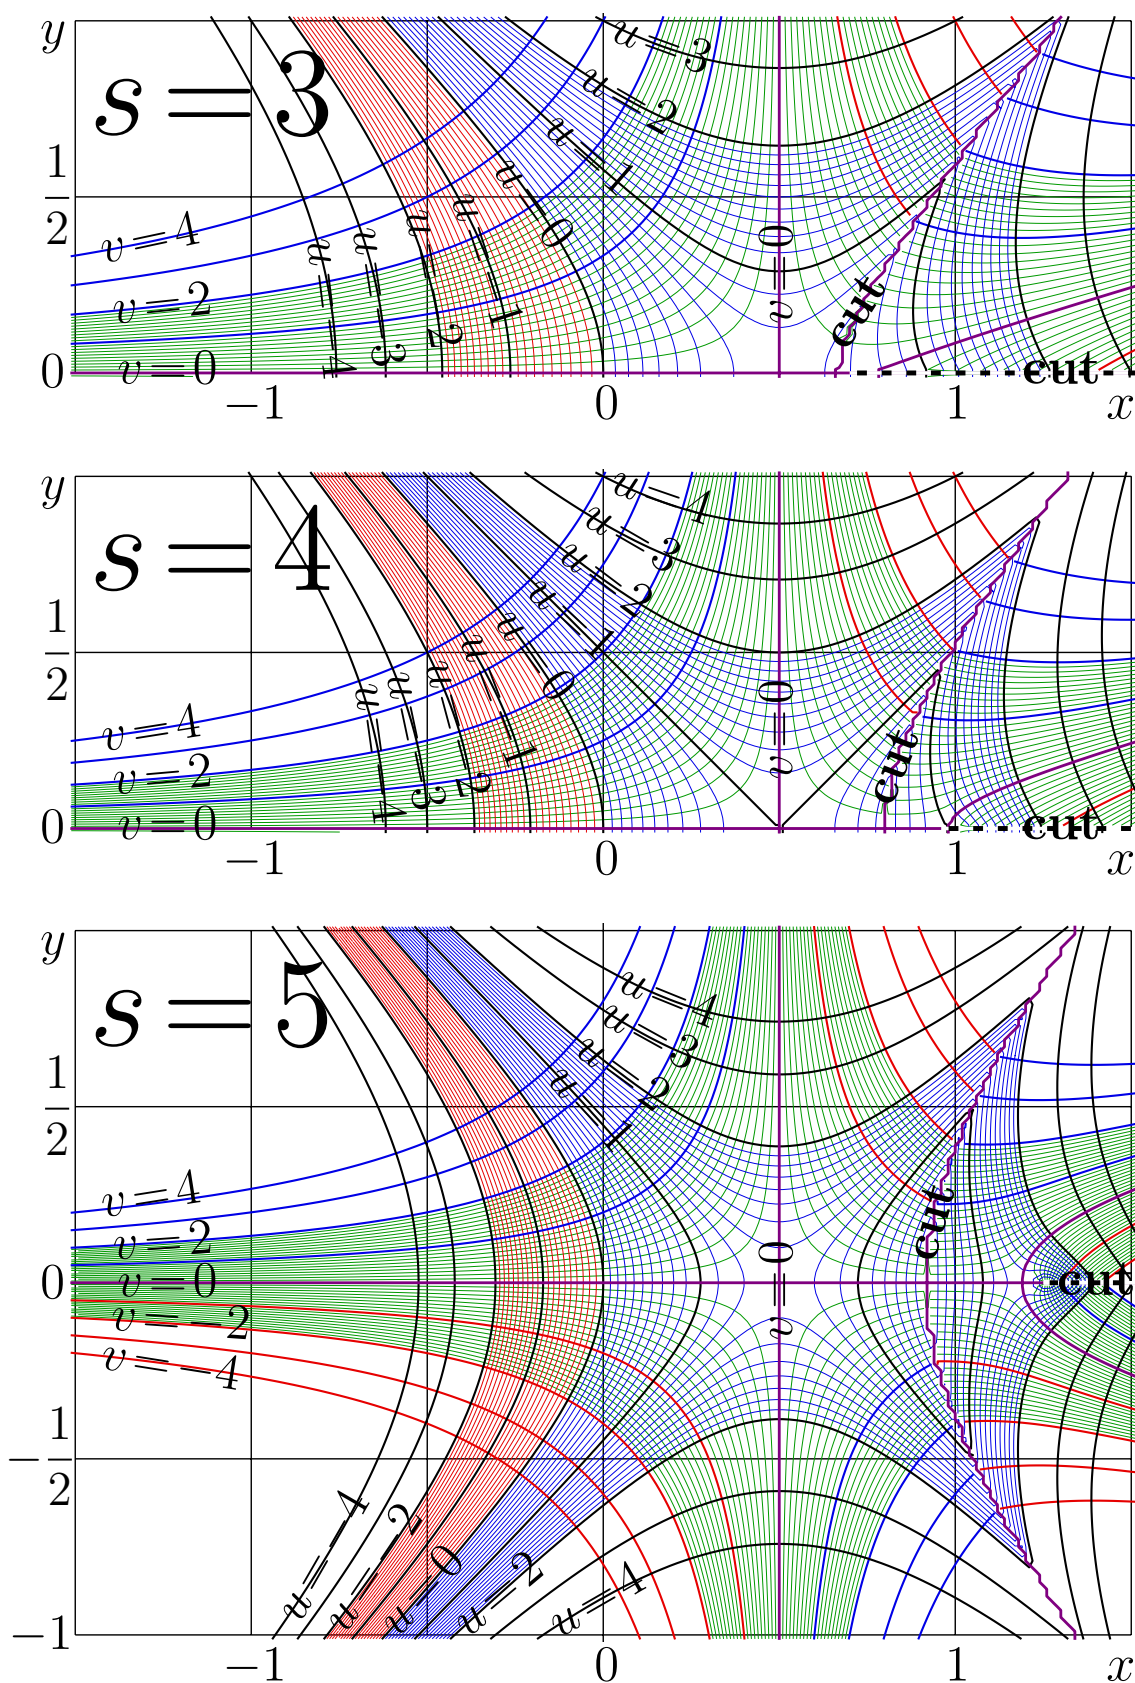 y
s = 3
u=3
u=2
u=1
u=0
u=-1
u=-2
u=-3
u=-4
1
2
v=4
v=2
v=0
v=0
cut
cut
0
-1
0
1
x
y
s = 4
u=4
u=3
u=2
u=1
u=0
u=-1
u=-2
u=-3
u=-4
1
2
v=4
v=2
v=0
v=0
cut
cut
0
-1
0
1
x
y
s = 5
u=4
u=3
u=2
u=1
1
2
v=4
v=2
v=0
v=-2
v=-4
v=0
cut
cut
0
-1
2
u=-4
u=-2
u=0
u=2
u=4
-1
-1
0
1
x